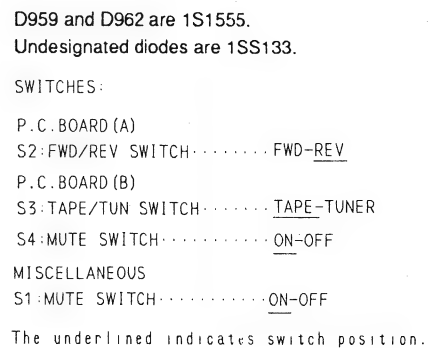 D959 and D962 are 1S1555.
Undesignated diodes are 1SS133.
SWITCHES:
P.C.BOARD(A)
S2:FWD/REV SWITCH········FWD-REV
P.C.BOARD(B)
S3:TAPE/TUN SWITCH·······TAPE-TUNER
S4:MUTE SWITCH···········ON-OFF
MISCELLANEOUS
S1:MUTE SWITCH···········ON-OFF
The underlined indicates switch position.